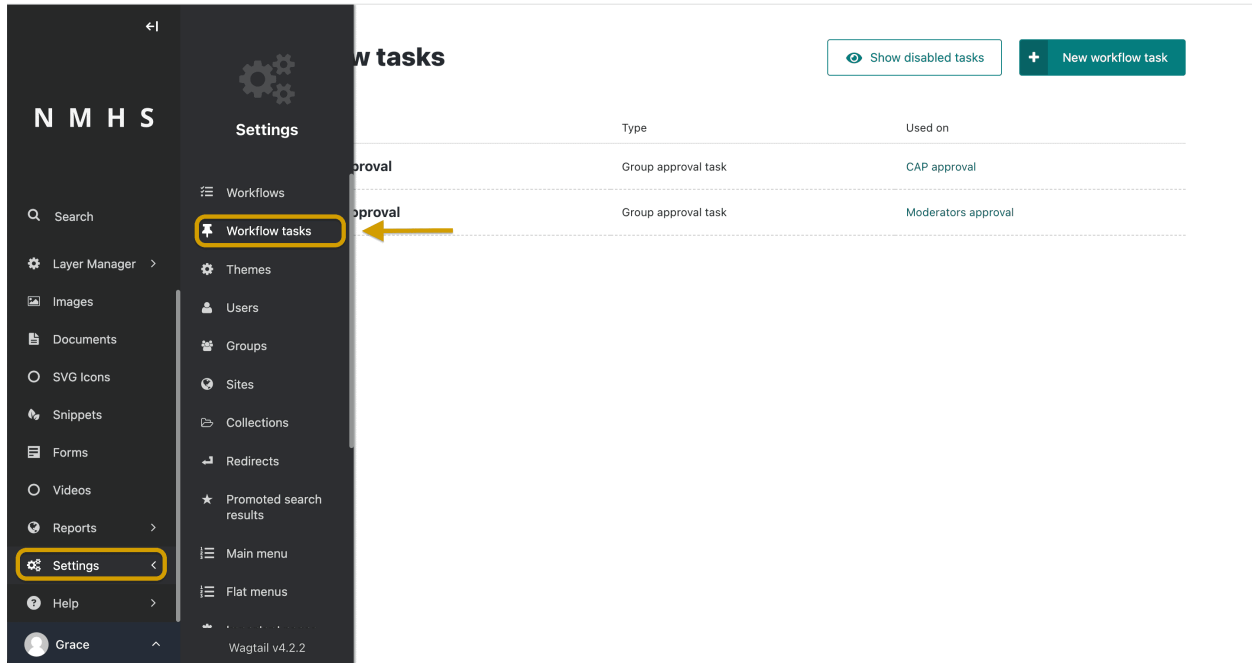 NMHS
Search
Layer Manager
Images
Documents
SVG Icons
Snippets
Forms
Videos
Reports
Settings
Help
Grace
Settings
Workflows
Workflow tasks
Themes
Users
Groups
Sites
Collections
Redirects
Promoted search
results
Main menu
Flat menus
Wagtail v4.2.2
w tasks
Show disabled tasks
New workflow task
Type
Used on
Group approval task
CAP approval
Group approval task
Moderators approval